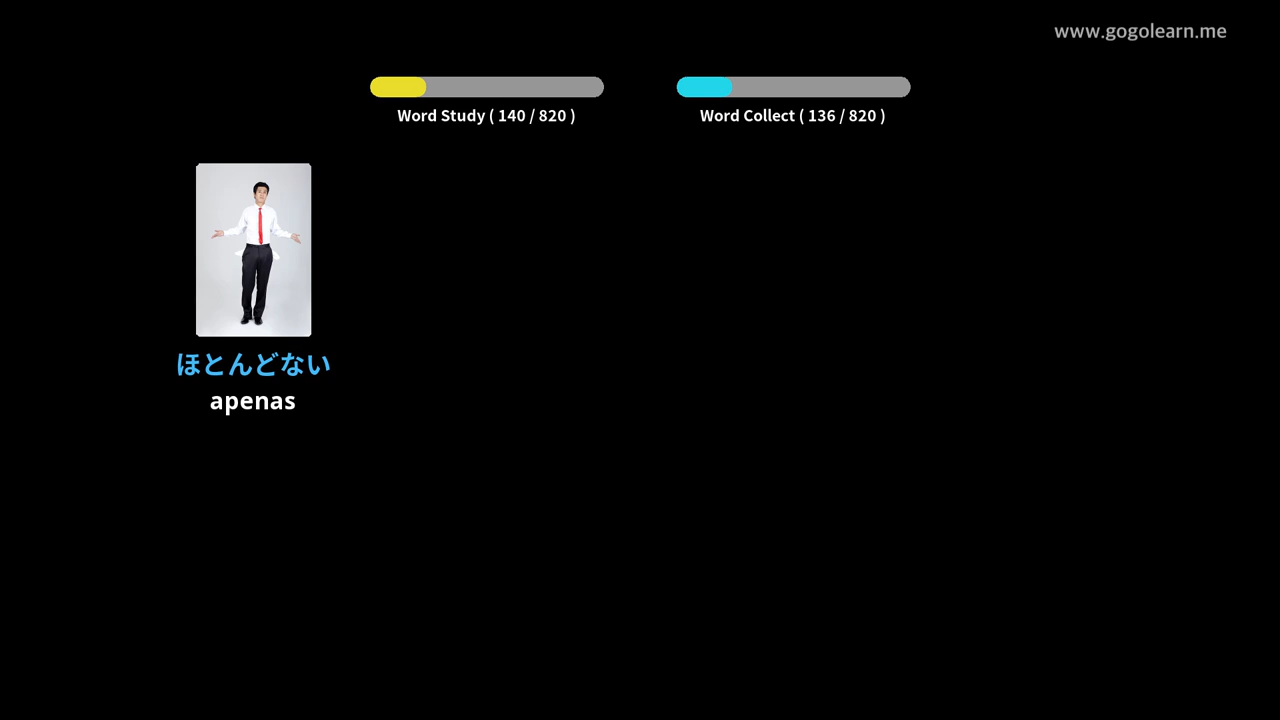 www.gogolearn.me
Word Study ( 140 / 820 )
Word Collect ( 136 / 820 )
ほとんどない
apenas